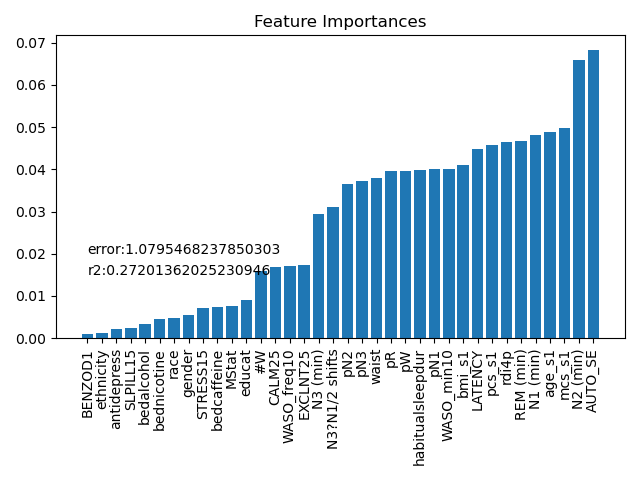 Feature Importances
0.07
0.06
0.05
0.04
0.03
0.02
0.01
0.00
error:1.0795468237850303
r2:0.27201362025230946
BENZOD1
ethnicity
antidepress
SLPILL15
bedalcohol
bednicotine
race
gender
STRESS15
bedcaffeine
MStat
educat
#W
CALM25
WASO_freq10
EXCLNT25
N3 (min)
N3?N1/2 shifts
pN2
pN3
waist
pR
pW
habitualsleepdur
pN1
WASO_min10
bmi_s1
LATENCY
pcs_s1
rdi4p
REM (min)
N1 (min)
age_s1
mcs_s1
N2 (min)
AUTO_SE